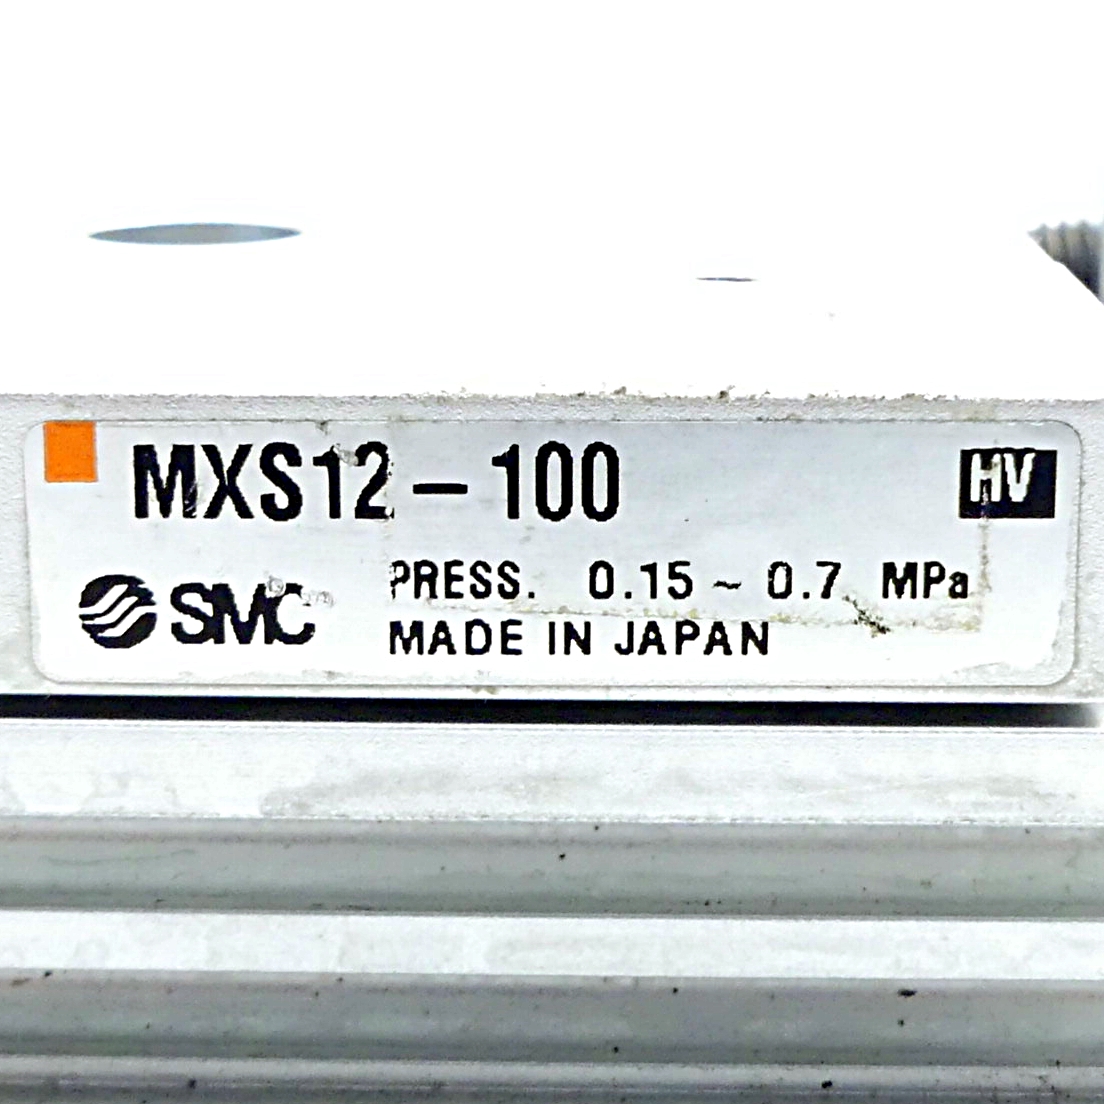 MXS12-100
HV
SMC
PRESS. 0.15 ~ 0.7 MPa
MADE IN JAPAN